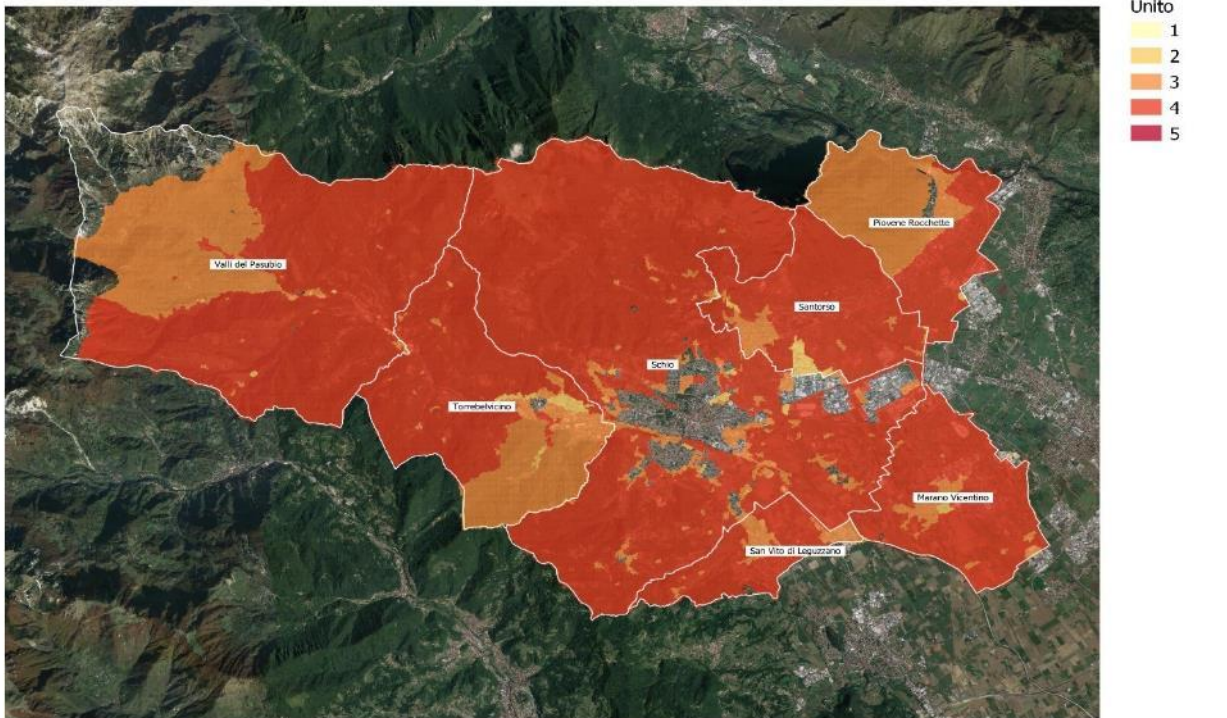 Unito
1
2
3
4
5
Piovene Rocchette
Valli del Pasubio
Santorso
Schio
Torrebelvicino
Marano Vicentino
San Vito di Leguzzano